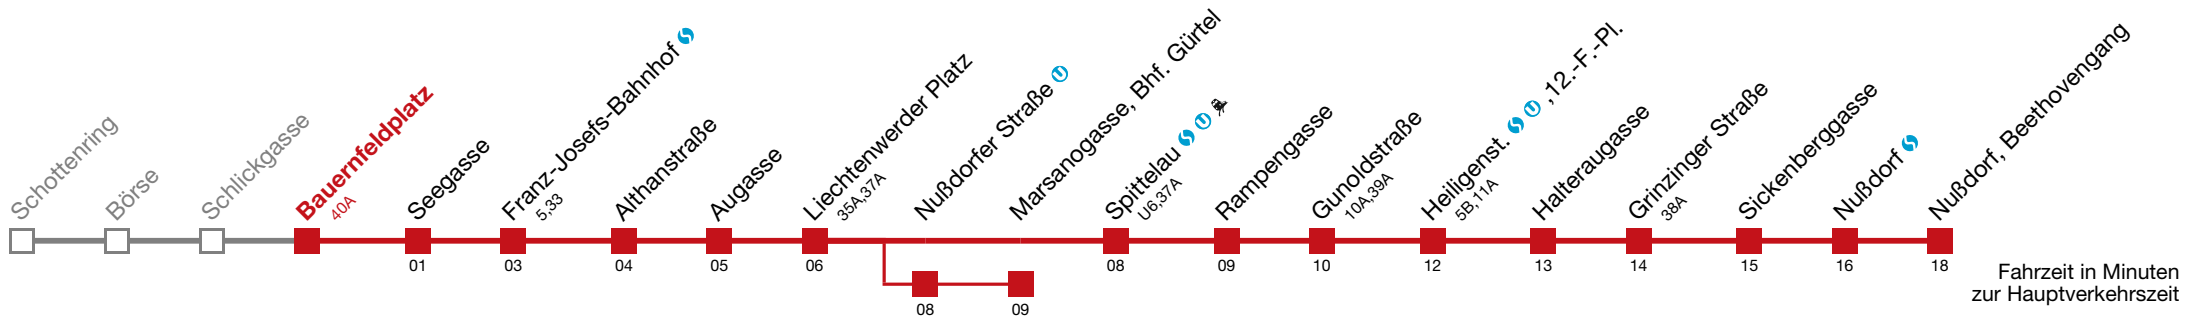 Schottenring
Börse
Schlickgasse
Bauernfeldplatz
40A
Seegasse
Franz-Josefs-Bahnhof
5,33
Althanstraße
Augasse
Liechtenwerder Platz
35A,37A
Nußdorfer Straße
Marsanogasse, Bhf. Gürtel
Spittelau
U6,37A
Rampengasse
Gunoldstraße
10A,39A
Heiligenst. , 12.-F.-Pl.
5B,11A
Halteraugasse
Grinzinger Straße
38A
Sickenberggasse
Nußdorf
Nußdorf, Beethovengang
01 03 04 05 06 08 09 10 12 13 14 15 16 18
08 09
Fahrzeit in Minuten
zur Hauptverkehrszeit